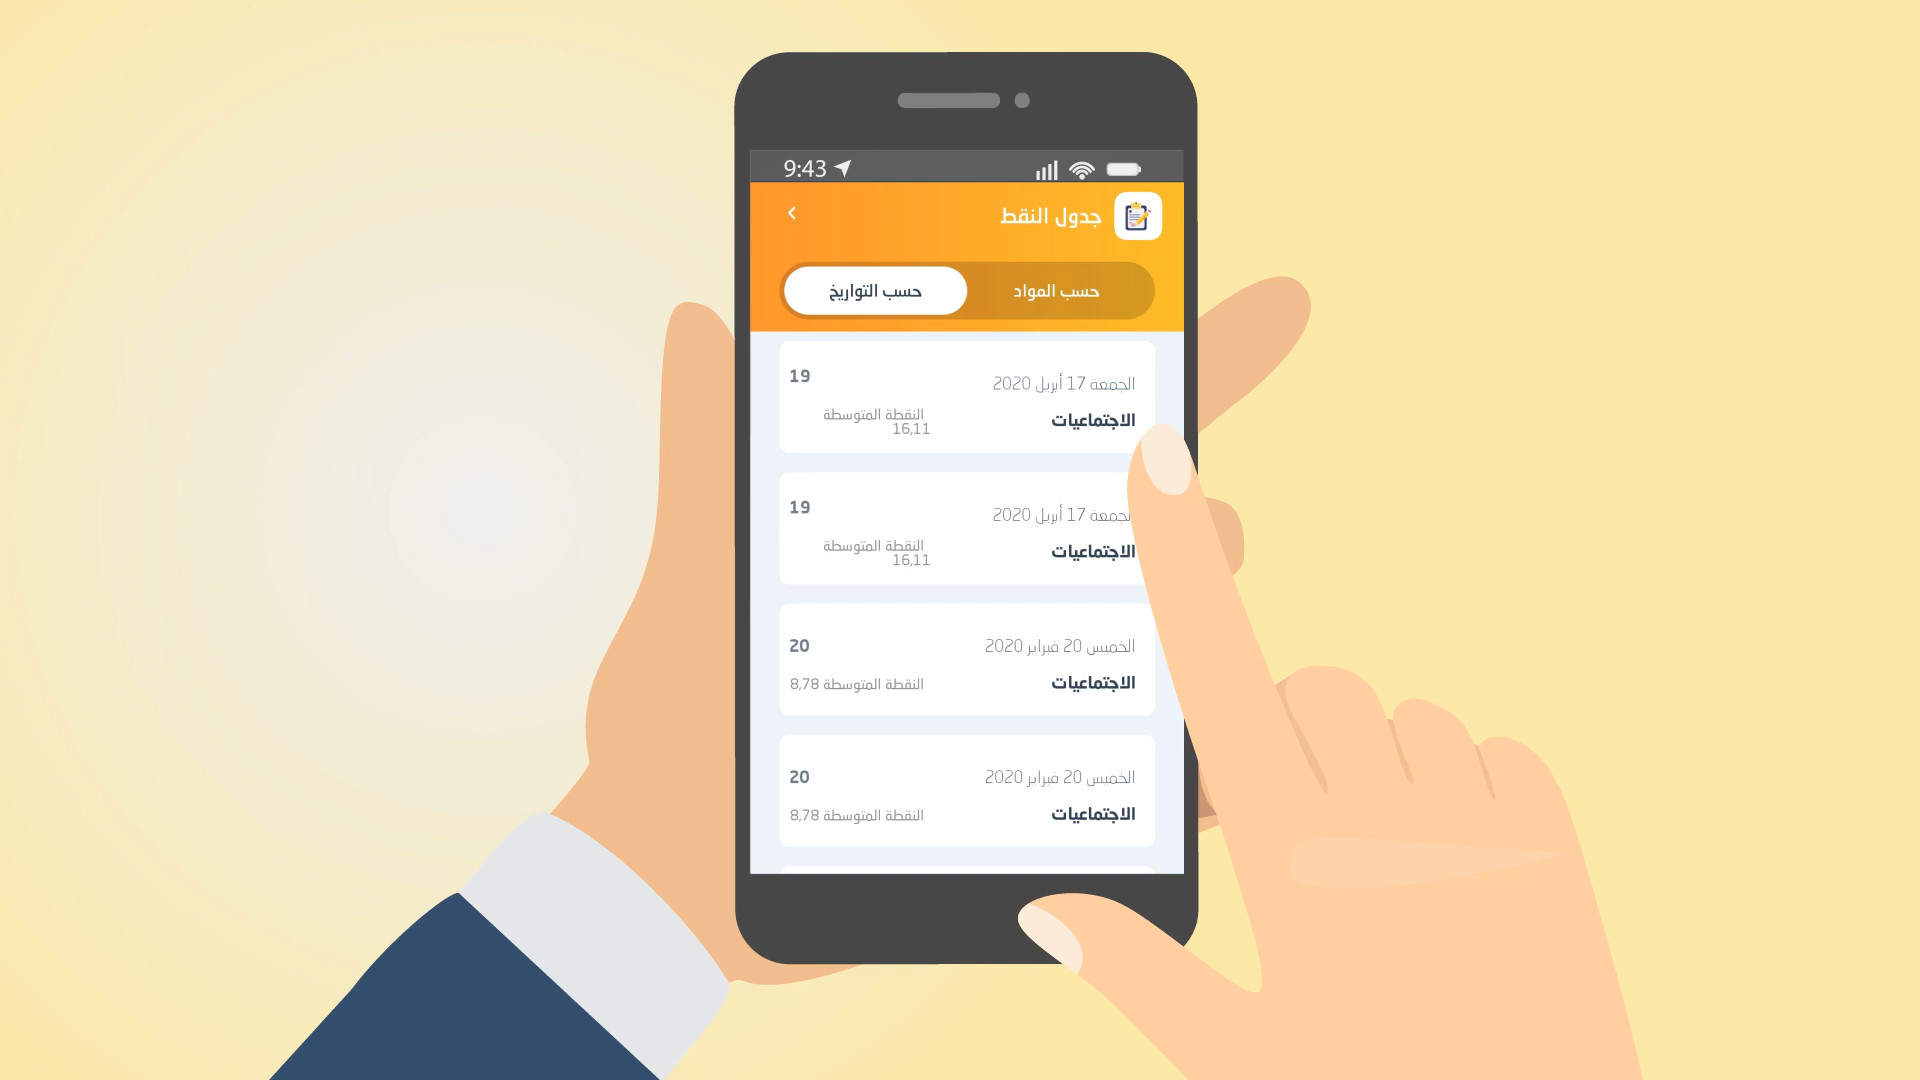 9:43
جدول النقط
حسب المواد
حسب التواريخ
الجمعة 17 أبريل 2020
19
الاجتماعيات
النقطة المتوسطة
16,11
الجمعة 17 أبريل 2020
19
الاجتماعيات
النقطة المتوسطة
16,11
الخميس 20 فبراير 2020
20
الاجتماعيات
النقطة المتوسطة 8,78
الخميس 20 فبراير 2020
20
الاجتماعيات
النقطة المتوسطة 8,78